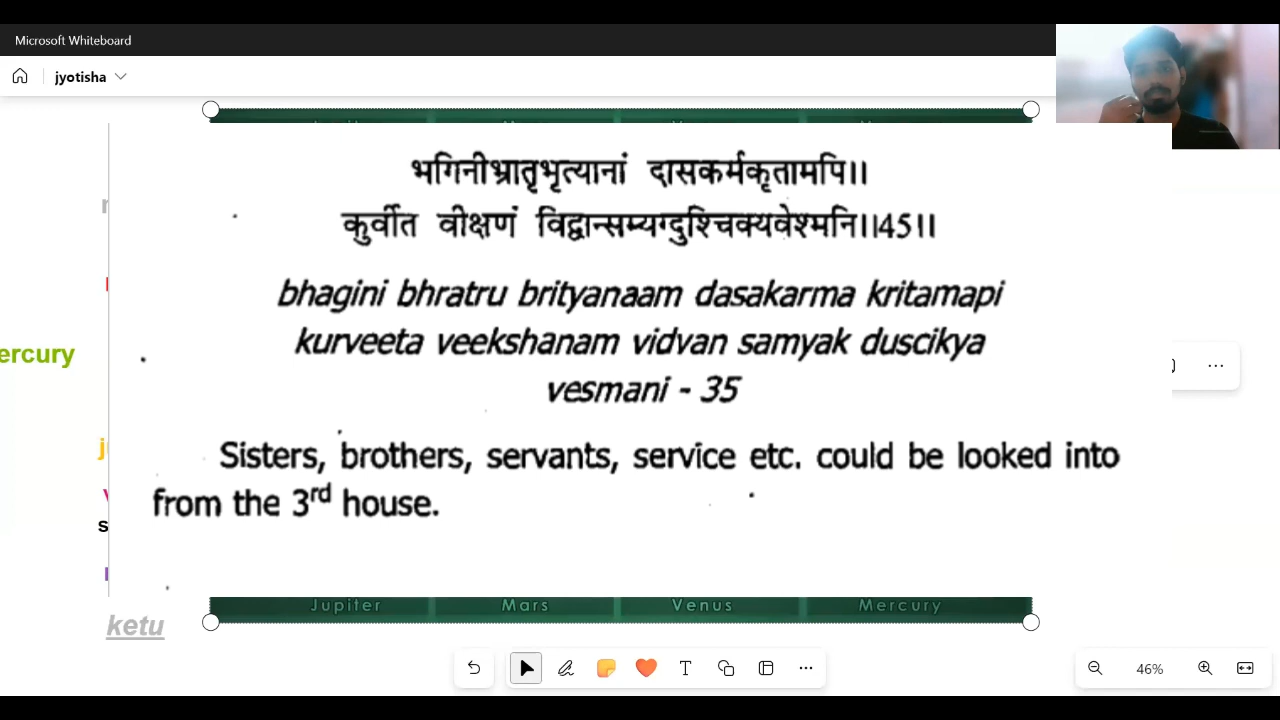 Microsoft Whiteboard
jyotisha
भगिनीभ्रातृभृत्यानां दासकर्मकृतामपि।।
कुर्वीत वीक्षणं विद्वान्सम्यग्दुश्चिक्यवेश्मनि।।45।।
bhagini bhratru brityanaam dasakarma kritamapi
kurveeta veekshanam vidvan samyak duscikya
vesmani - 35
ercury
Sisters, brothers, servants, service etc. could be looked into
from the 3rd house.
Jupiter Mars Venus Mercury
ketu
46%